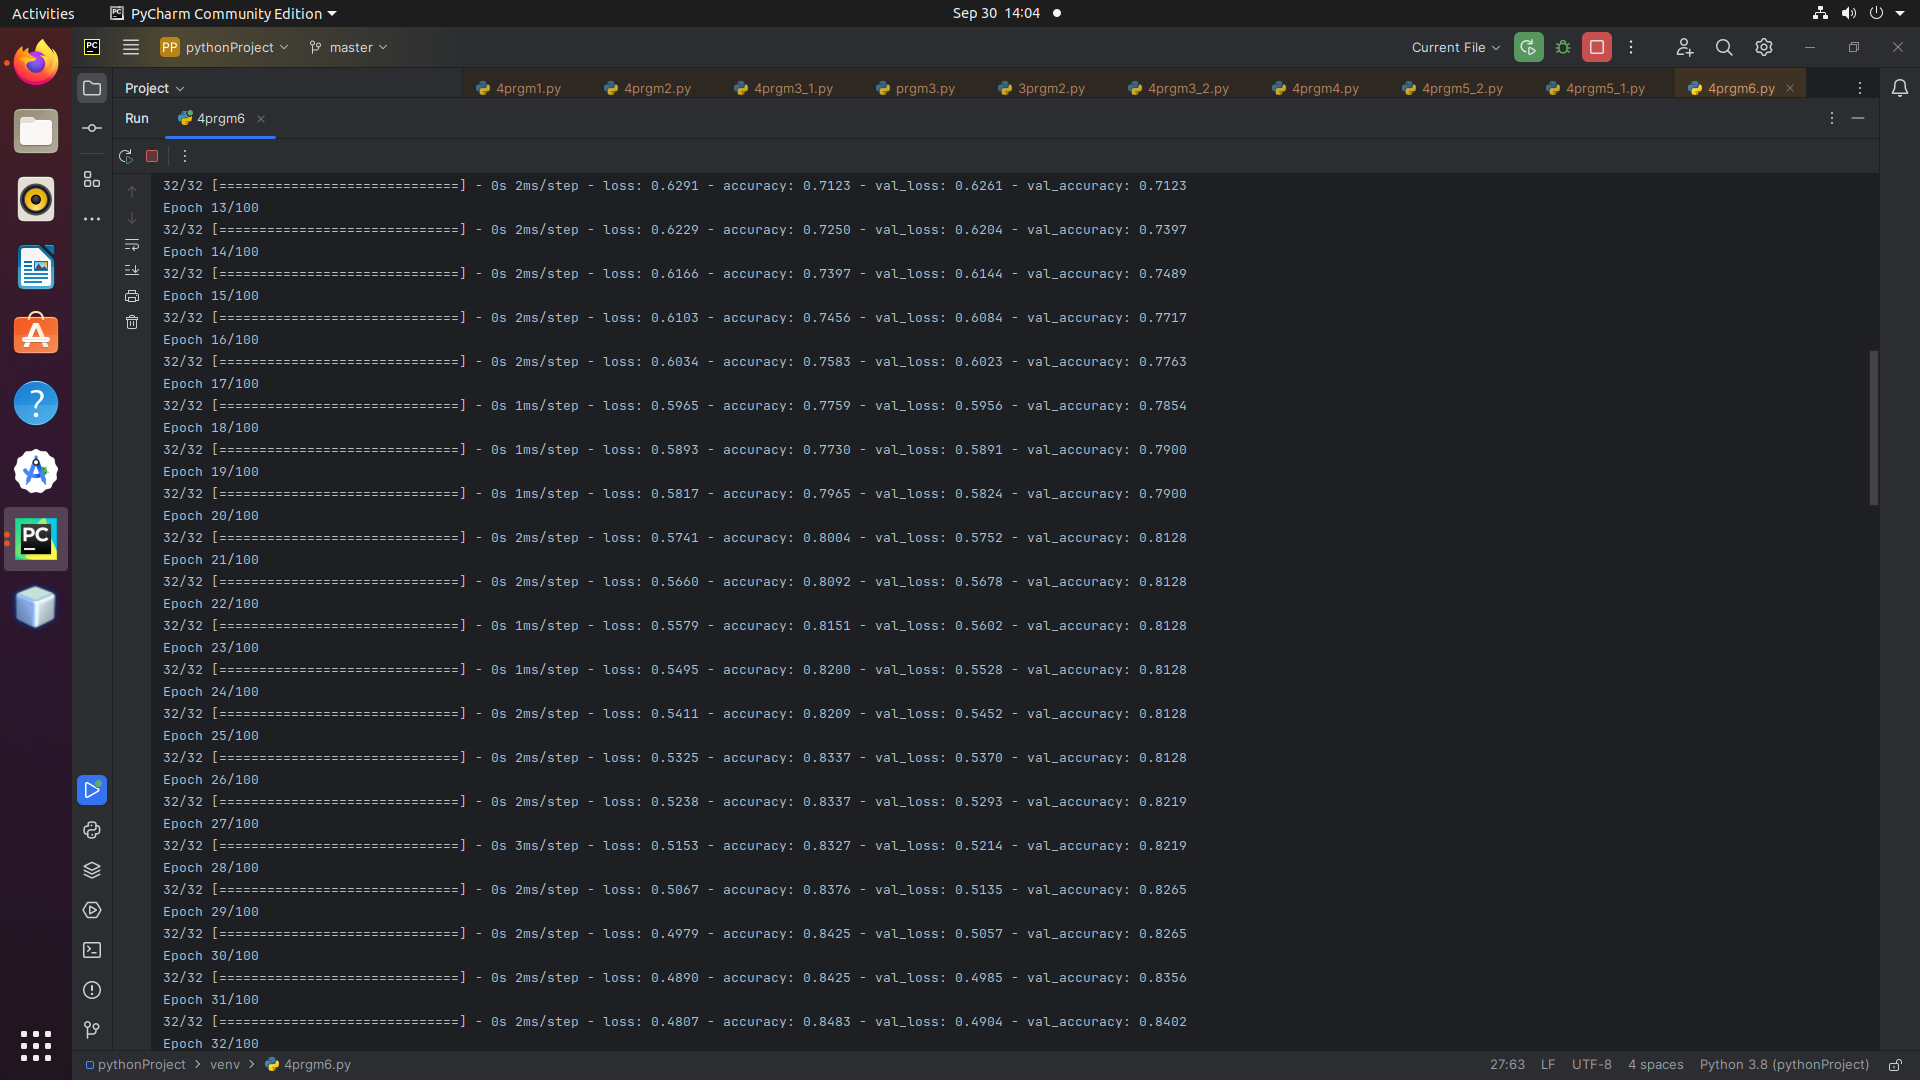 Activities PyCharm Community Edition Sep 30 14:04
PP pythonProject master Current File
Project 4prgm1.py 4prgm2.py 4prgm3_1.py prgm3.py 3prgm2.py 4prgm3_2.py 4prgm4.py 4prgm5_2.py 4prgm5_1.py 4prgm6.py
Run 4prgm6
32/32 [==============================] - 0s 2ms/step - loss: 0.6291 - accuracy: 0.7123 - val_loss: 0.6261 - val_accuracy: 0.7123
Epoch 13/100
32/32 [==============================] - 0s 2ms/step - loss: 0.6229 - accuracy: 0.7250 - val_loss: 0.6204 - val_accuracy: 0.7397
Epoch 14/100
32/32 [==============================] - 0s 2ms/step - loss: 0.6166 - accuracy: 0.7397 - val_loss: 0.6144 - val_accuracy: 0.7489
Epoch 15/100
32/32 [==============================] - 0s 2ms/step - loss: 0.6103 - accuracy: 0.7456 - val_loss: 0.6084 - val_accuracy: 0.7717
Epoch 16/100
32/32 [==============================] - 0s 2ms/step - loss: 0.6034 - accuracy: 0.7583 - val_loss: 0.6023 - val_accuracy: 0.7763
Epoch 17/100
32/32 [==============================] - 0s 1ms/step - loss: 0.5965 - accuracy: 0.7759 - val_loss: 0.5956 - val_accuracy: 0.7854
Epoch 18/100
32/32 [==============================] - 0s 1ms/step - loss: 0.5893 - accuracy: 0.7730 - val_loss: 0.5891 - val_accuracy: 0.7900
Epoch 19/100
32/32 [==============================] - 0s 1ms/step - loss: 0.5817 - accuracy: 0.7965 - val_loss: 0.5824 - val_accuracy: 0.7900
Epoch 20/100
32/32 [==============================] - 0s 2ms/step - loss: 0.5741 - accuracy: 0.8004 - val_loss: 0.5752 - val_accuracy: 0.8128
Epoch 21/100
32/32 [==============================] - 0s 2ms/step - loss: 0.5660 - accuracy: 0.8092 - val_loss: 0.5678 - val_accuracy: 0.8128
Epoch 22/100
32/32 [==============================] - 0s 1ms/step - loss: 0.5579 - accuracy: 0.8151 - val_loss: 0.5602 - val_accuracy: 0.8128
Epoch 23/100
32/32 [==============================] - 0s 1ms/step - loss: 0.5495 - accuracy: 0.8200 - val_loss: 0.5528 - val_accuracy: 0.8128
Epoch 24/100
32/32 [==============================] - 0s 2ms/step - loss: 0.5411 - accuracy: 0.8209 - val_loss: 0.5452 - val_accuracy: 0.8128
Epoch 25/100
32/32 [==============================] - 0s 2ms/step - loss: 0.5325 - accuracy: 0.8337 - val_loss: 0.5370 - val_accuracy: 0.8128
Epoch 26/100
32/32 [==============================] - 0s 2ms/step - loss: 0.5238 - accuracy: 0.8337 - val_loss: 0.5293 - val_accuracy: 0.8219
Epoch 27/100
32/32 [==============================] - 0s 3ms/step - loss: 0.5153 - accuracy: 0.8327 - val_loss: 0.5214 - val_accuracy: 0.8219
Epoch 28/100
32/32 [==============================] - 0s 2ms/step - loss: 0.5067 - accuracy: 0.8376 - val_loss: 0.5135 - val_accuracy: 0.8265
Epoch 29/100
32/32 [==============================] - 0s 2ms/step - loss: 0.4979 - accuracy: 0.8425 - val_loss: 0.5057 - val_accuracy: 0.8265
Epoch 30/100
32/32 [==============================] - 0s 2ms/step - loss: 0.4890 - accuracy: 0.8425 - val_loss: 0.4985 - val_accuracy: 0.8356
Epoch 31/100
32/32 [==============================] - 0s 2ms/step - loss: 0.4807 - accuracy: 0.8483 - val_loss: 0.4904 - val_accuracy: 0.8402
Epoch 32/100
pythonProject > venv > 4prgm6.py 27:63 LF UTF-8 4 spaces Python 3.8 (pythonProject)